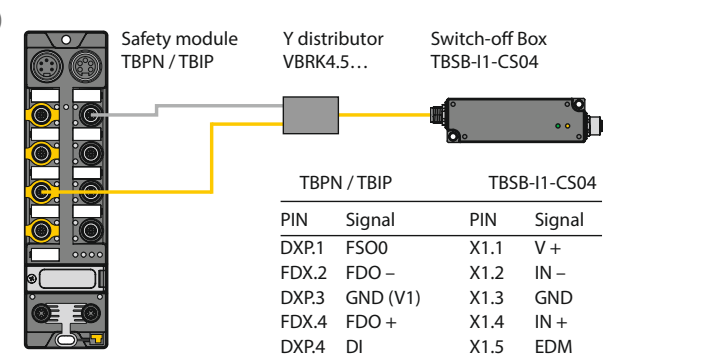 )
Safety module Y distributor Switch-off Box
TBPN / TBIP VBRK4.5… TBSB-I1-CS04
TBPN / TBIP TBSB-I1-CS04
PIN Signal PIN Signal
DXP.1 FSO0 X1.1 V +
FDX.2 FDO – X1.2 IN –
DXP.3 GND (V1) X1.3 GND
FDX.4 FDO + X1.4 IN +
DXP.4 DI X1.5 EDM